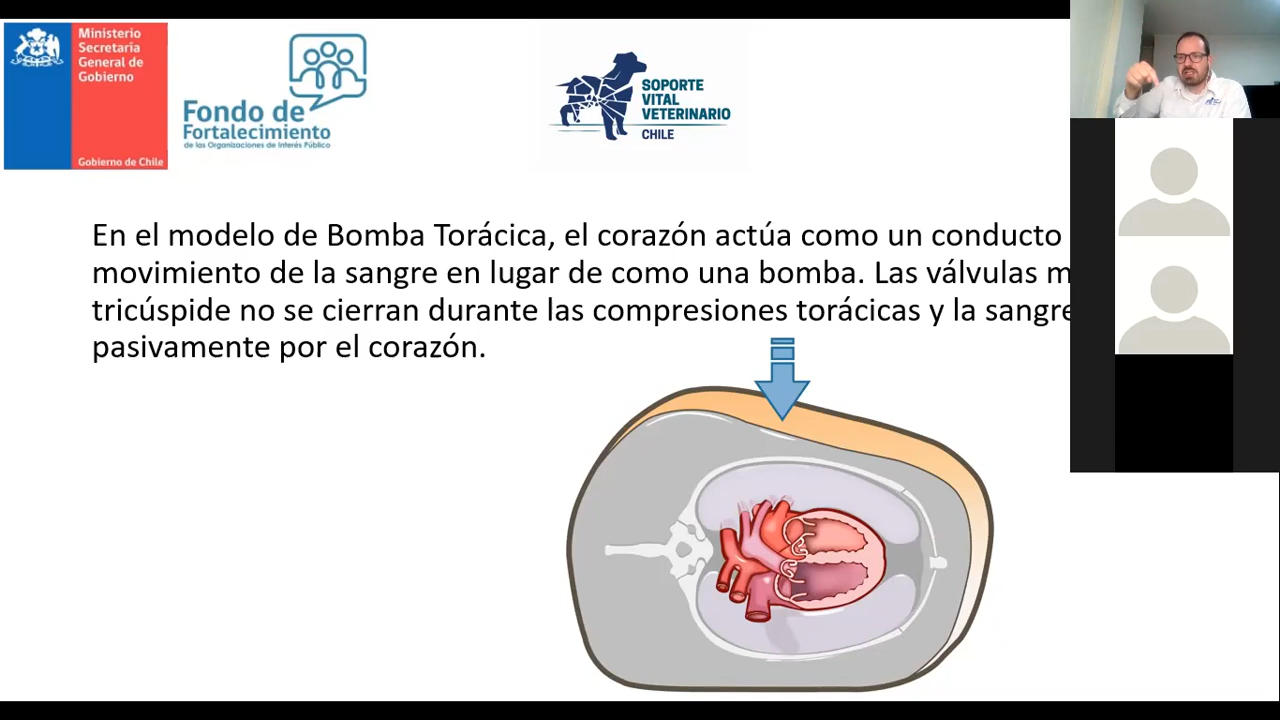 Ministerio
Secretaría
General de
Gobierno
Gobierno de Chile
Fondo de
Fortalecimiento
de las Organizaciones de Interés Público
SOPORTE
VITAL
VETERINARIO
CHILE
En el modelo de Bomba Torácica, el corazón actúa como un conducto
movimiento de la sangre en lugar de como una bomba. Las válvulas m
tricúspide no se cierran durante las compresiones torácicas y la sangre
pasivamente por el corazón.